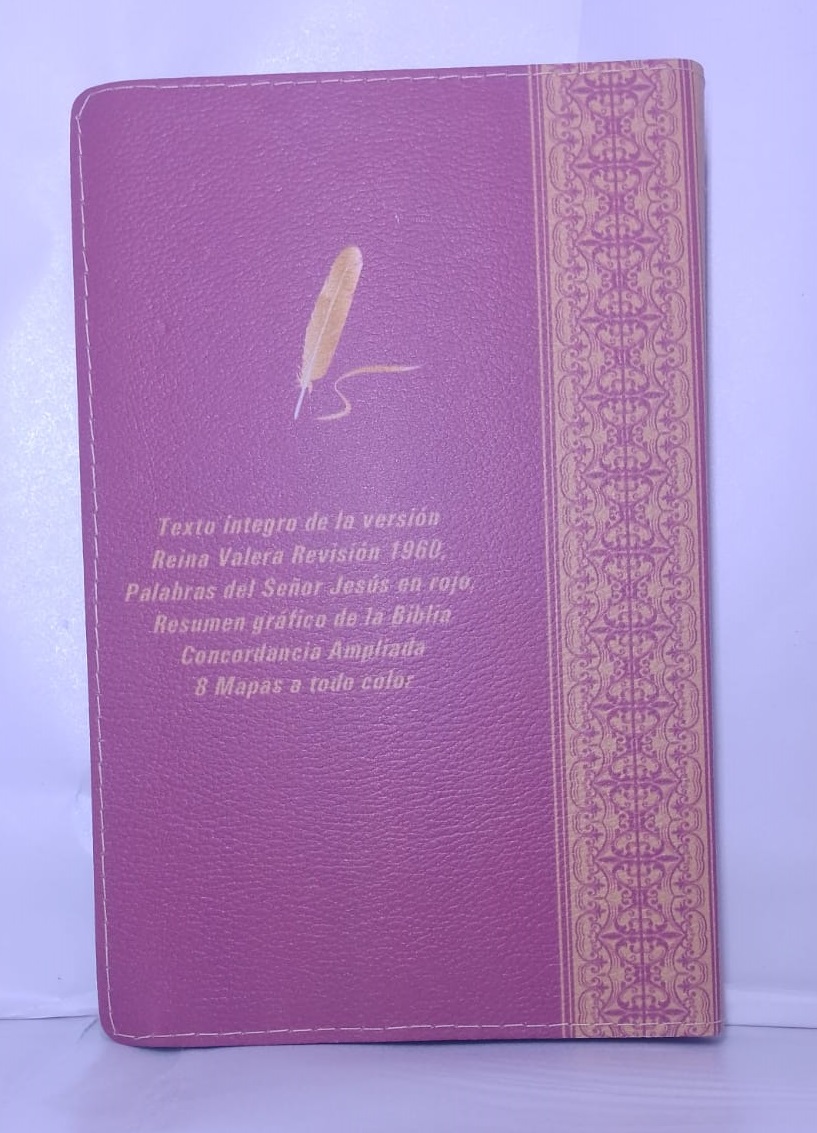 Texto íntegro de la versión
Reina Valera Revisión 1960,
Palabras del Señor Jesús en rojo,
Resumen gráfico de la Biblia
Concordancia Ampliada
8 Mapas a todo color